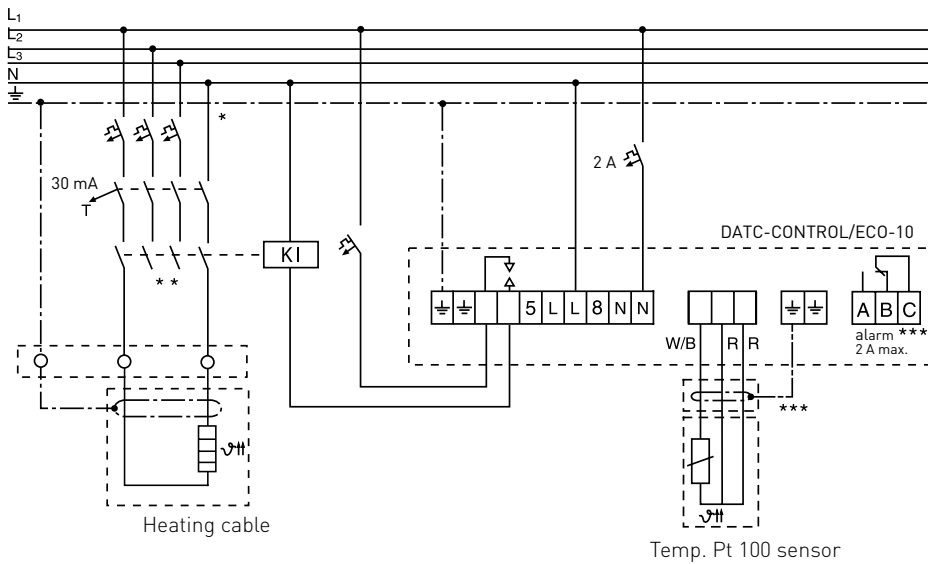 L1
L2
L3
N
*
30 mA
T
2 A
DATC-CONTROL/ECO-10
KI
* *
5 L L 8 N N
A B C
W/B R R
alarm ***
2 A max.
***
Heating cable
Temp. Pt 100 sensor